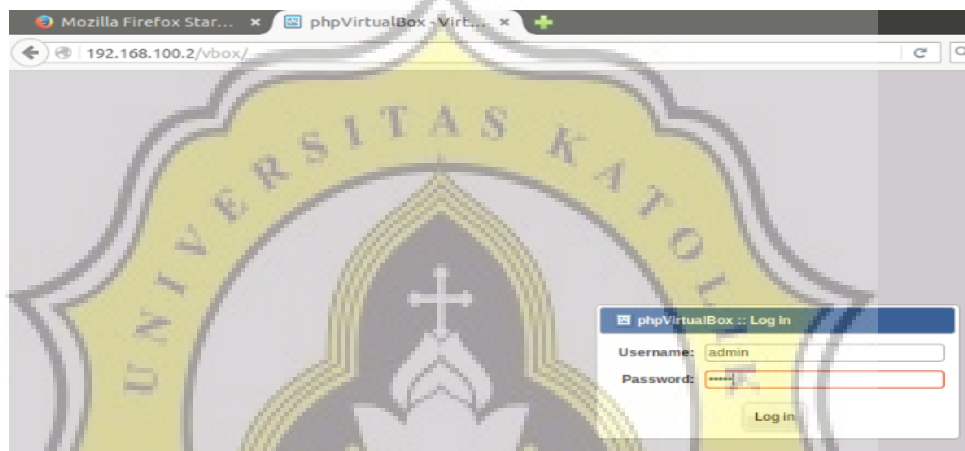 Mozilla Firefox Star... ×
phpVirtualBox - Virt... ×
192.168.100.2/vbox/
UNIVERSITAS KATOLIK
phpVirtualBox :: Log in
Username: admin
Password: •••••
Log in